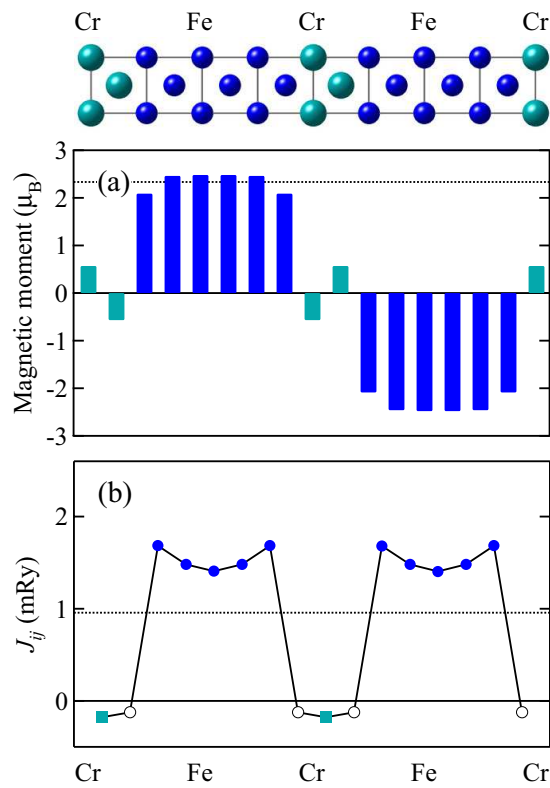 Cr Fe Cr Fe Cr
3
(a)
2
1
0
-1
-2
-3
Magnetic moment (μB)
(b)
2
1
0
Jij (mRy)
Cr Fe Cr Fe Cr